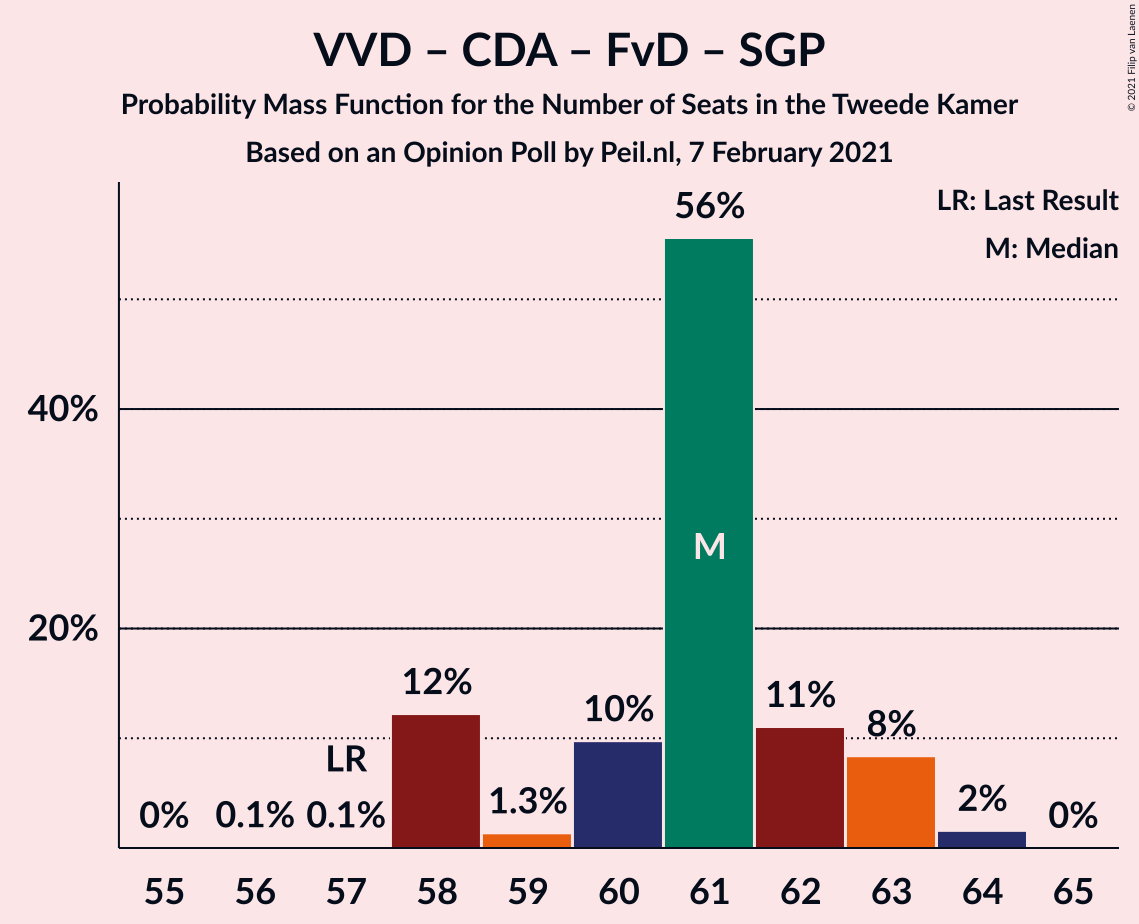 VVD – CDA – FvD – SGP
Probability Mass Function for the Number of Seats in the Tweede Kamer
Based on an Opinion Poll by Peil.nl, 7 February 2021
© 2021 Filip van Laenen
LR: Last Result
M: Median
56%
40%
M
20%
12%
11%
10%
8%
LR
2%
1.3%
0%
0.1%
0.1%
0%
55 56 57 58 59 60 61 62 63 64 65